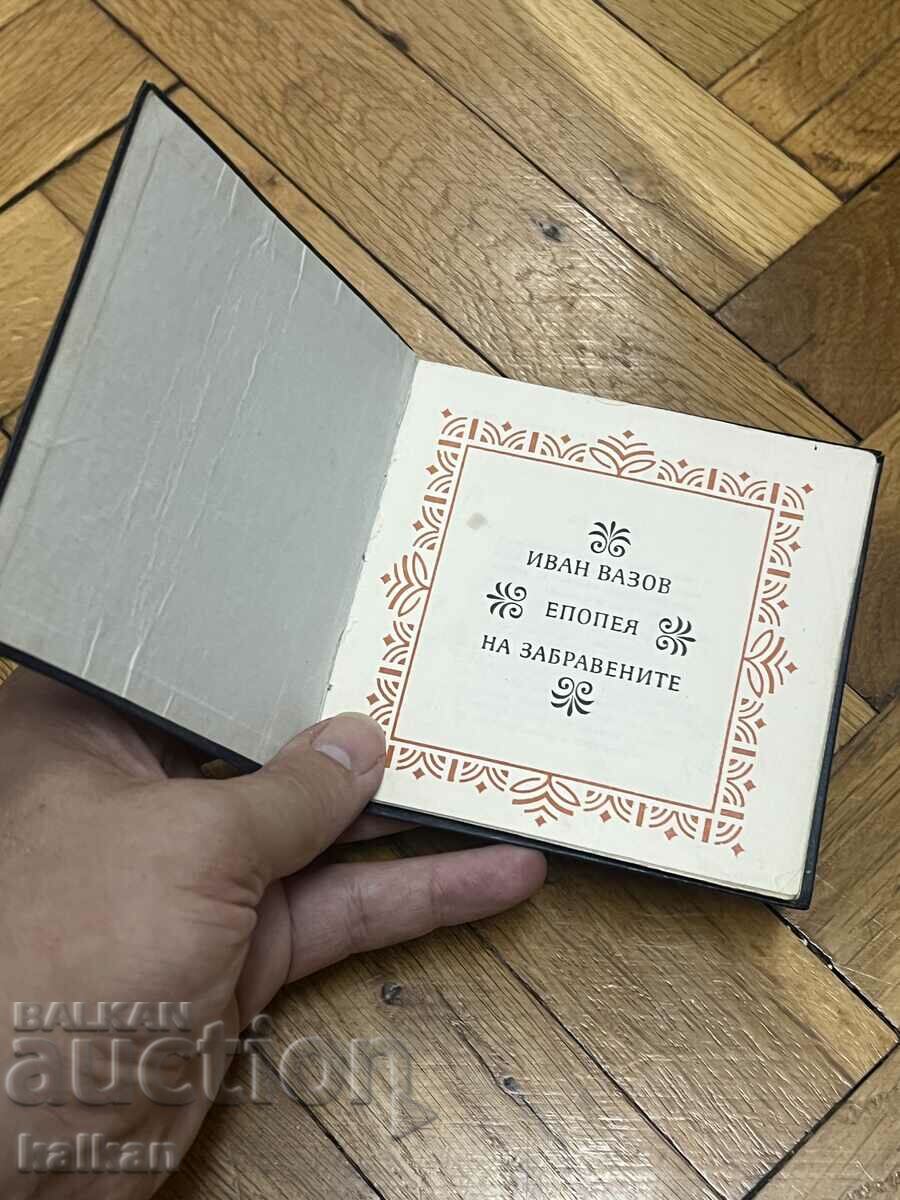 ИВАН ВАЗОВ
ЕПОПЕЯ
НА ЗАБРАВЕНИТЕ
BALKAN
auction
kalkan